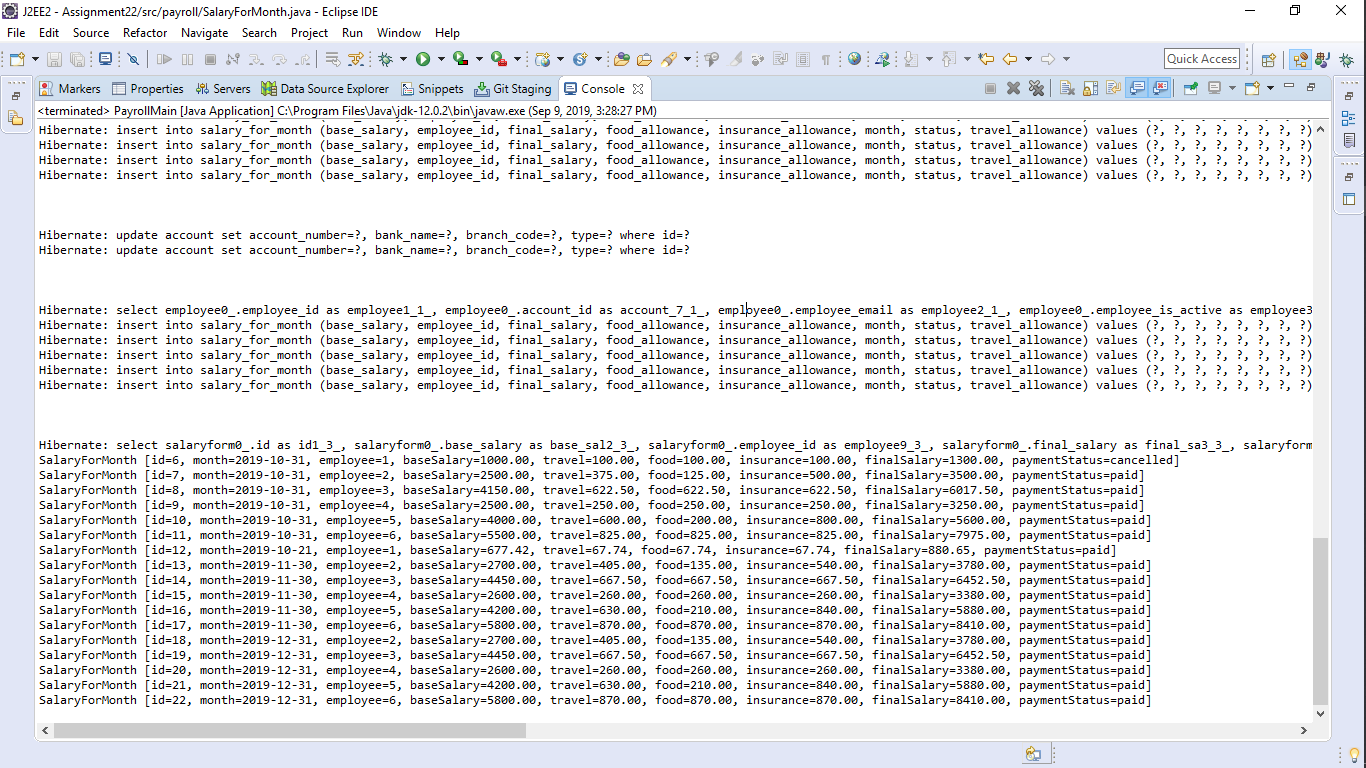 J2EE2 - Assignment22/src/payroll/SalaryForMonth.java - Eclipse IDE
File Edit Source Refactor Navigate Search Project Run Window Help
Quick Access
Markers Properties Servers Data Source Explorer Snippets Git Staging Console
<terminated> PayrollMain [Java Application] C:\Program Files\Java\jdk-12.0.2\bin\javaw.exe (Sep 9, 2019, 3:28:27 PM)
Hibernate: insert into salary_for_month (base_salary, employee_id, final_salary, food_allowance, insurance_allowance, month, status, travel_allowance) values (?, ?, ?, ?, ?, ?, ?, ?)
Hibernate: insert into salary_for_month (base_salary, employee_id, final_salary, food_allowance, insurance_allowance, month, status, travel_allowance) values (?, ?, ?, ?, ?, ?, ?, ?)
Hibernate: insert into salary_for_month (base_salary, employee_id, final_salary, food_allowance, insurance_allowance, month, status, travel_allowance) values (?, ?, ?, ?, ?, ?, ?, ?)
Hibernate: insert into salary_for_month (base_salary, employee_id, final_salary, food_allowance, insurance_allowance, month, status, travel_allowance) values (?, ?, ?, ?, ?, ?, ?, ?)
Hibernate: update account set account_number=?, bank_name=?, branch_code=?, type=? where id=?
Hibernate: update account set account_number=?, bank_name=?, branch_code=?, type=? where id=?
Hibernate: select employee0_.employee_id as employee1_1_, employee0_.account_id as account_7_1_, employee0_.employee_email as employee2_1_, employee0_.employee_is_active as employee3
Hibernate: insert into salary_for_month (base_salary, employee_id, final_salary, food_allowance, insurance_allowance, month, status, travel_allowance) values (?, ?, ?, ?, ?, ?, ?, ?)
Hibernate: insert into salary_for_month (base_salary, employee_id, final_salary, food_allowance, insurance_allowance, month, status, travel_allowance) values (?, ?, ?, ?, ?, ?, ?, ?)
Hibernate: insert into salary_for_month (base_salary, employee_id, final_salary, food_allowance, insurance_allowance, month, status, travel_allowance) values (?, ?, ?, ?, ?, ?, ?, ?)
Hibernate: insert into salary_for_month (base_salary, employee_id, final_salary, food_allowance, insurance_allowance, month, status, travel_allowance) values (?, ?, ?, ?, ?, ?, ?, ?)
Hibernate: insert into salary_for_month (base_salary, employee_id, final_salary, food_allowance, insurance_allowance, month, status, travel_allowance) values (?, ?, ?, ?, ?, ?, ?, ?)
Hibernate: select salaryform0_.id as id1_3_, salaryform0_.base_salary as base_sal2_3_, salaryform0_.employee_id as employee9_3_, salaryform0_.final_salary as final_sa3_3_, salaryform
SalaryForMonth [id=6, month=2019-10-31, employee=1, baseSalary=1000.00, travel=100.00, food=100.00, insurance=100.00, finalSalary=1300.00, paymentStatus=cancelled]
SalaryForMonth [id=7, month=2019-10-31, employee=2, baseSalary=2500.00, travel=375.00, food=125.00, insurance=500.00, finalSalary=3500.00, paymentStatus=paid]
SalaryForMonth [id=8, month=2019-10-31, employee=3, baseSalary=4150.00, travel=622.50, food=622.50, insurance=622.50, finalSalary=6017.50, paymentStatus=paid]
SalaryForMonth [id=9, month=2019-10-31, employee=4, baseSalary=2500.00, travel=250.00, food=250.00, insurance=250.00, finalSalary=3250.00, paymentStatus=paid]
SalaryForMonth [id=10, month=2019-10-31, employee=5, baseSalary=4000.00, travel=600.00, food=200.00, insurance=800.00, finalSalary=5600.00, paymentStatus=paid]
SalaryForMonth [id=11, month=2019-10-31, employee=6, baseSalary=5500.00, travel=825.00, food=825.00, insurance=825.00, finalSalary=7975.00, paymentStatus=paid]
SalaryForMonth [id=12, month=2019-10-21, employee=1, baseSalary=677.42, travel=67.74, food=67.74, insurance=67.74, finalSalary=880.65, paymentStatus=paid]
SalaryForMonth [id=13, month=2019-11-30, employee=2, baseSalary=2700.00, travel=405.00, food=135.00, insurance=540.00, finalSalary=3780.00, paymentStatus=paid]
SalaryForMonth [id=14, month=2019-11-30, employee=3, baseSalary=4450.00, travel=667.50, food=667.50, insurance=667.50, finalSalary=6452.50, paymentStatus=paid]
SalaryForMonth [id=15, month=2019-11-30, employee=4, baseSalary=2600.00, travel=260.00, food=260.00, insurance=260.00, finalSalary=3380.00, paymentStatus=paid]
SalaryForMonth [id=16, month=2019-11-30, employee=5, baseSalary=4200.00, travel=630.00, food=210.00, insurance=840.00, finalSalary=5880.00, paymentStatus=paid]
SalaryForMonth [id=17, month=2019-11-30, employee=6, baseSalary=5800.00, travel=870.00, food=870.00, insurance=870.00, finalSalary=8410.00, paymentStatus=paid]
SalaryForMonth [id=18, month=2019-12-31, employee=2, baseSalary=2700.00, travel=405.00, food=135.00, insurance=540.00, finalSalary=3780.00, paymentStatus=paid]
SalaryForMonth [id=19, month=2019-12-31, employee=3, baseSalary=4450.00, travel=667.50, food=667.50, insurance=667.50, finalSalary=6452.50, paymentStatus=paid]
SalaryForMonth [id=20, month=2019-12-31, employee=4, baseSalary=2600.00, travel=260.00, food=260.00, insurance=260.00, finalSalary=3380.00, paymentStatus=paid]
SalaryForMonth [id=21, month=2019-12-31, employee=5, baseSalary=4200.00, travel=630.00, food=210.00, insurance=840.00, finalSalary=5880.00, paymentStatus=paid]
SalaryForMonth [id=22, month=2019-12-31, employee=6, baseSalary=5800.00, travel=870.00, food=870.00, insurance=870.00, finalSalary=8410.00, paymentStatus=paid]